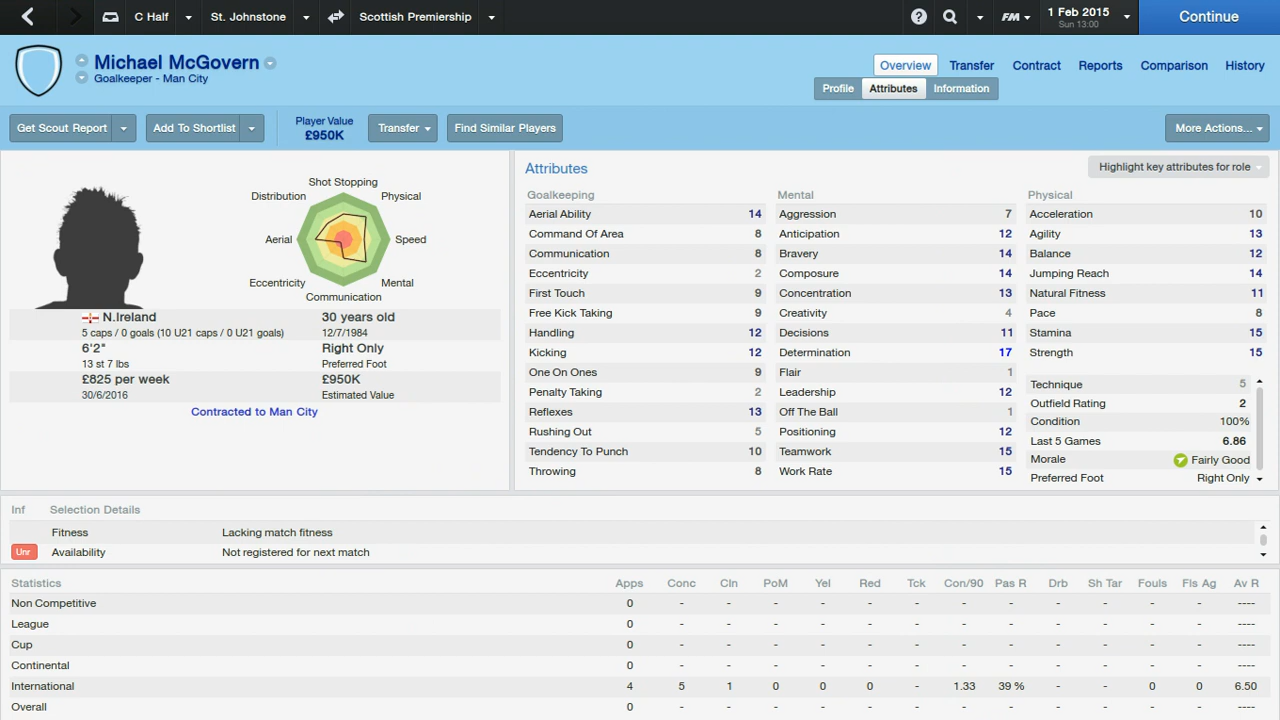 C Half St. Johnstone Scottish Premiership FM 1 Feb 2015 Continue
Sun 13:00
Michael McGovern
Goalkeeper - Man City
Overview Transfer Contract Reports Comparison History
Profile Attributes Information
Get Scout Report Add To Shortlist Player Value Transfer Find Similar Players More Actions...
£950K
Attributes Highlight key attributes for role
Shot Stopping
Distribution Physical
Aerial Speed
Eccentricity Mental
Communication
N.Ireland 30 years old
5 caps / 0 goals (10 U21 caps / 0 U21 goals) 12/7/1984
6'2" Right Only
13 st 7 lbs Preferred Foot
£825 per week £950K
30/6/2016 Estimated Value
Contracted to Man City
Goalkeeping Mental Physical
Aerial Ability 14 Aggression 7 Acceleration 10
Command Of Area 8 Anticipation 12 Agility 13
Communication 8 Bravery 14 Balance 12
Eccentricity 2 Composure 14 Jumping Reach 14
First Touch 9 Concentration 13 Natural Fitness 11
Free Kick Taking 9 Creativity 4 Pace 8
Handling 12 Decisions 11 Stamina 15
Kicking 12 Determination 17 Strength 15
One On Ones 9 Flair 1 Technique 5
Penalty Taking 2 Leadership 12 Outfield Rating 2
Reflexes 13 Off The Ball 1 Condition 100%
Rushing Out 5 Positioning 12 Last 5 Games 6.86
Tendency To Punch 10 Teamwork 15 Morale Fairly Good
Throwing 8 Work Rate 15 Preferred Foot Right Only
Inf Selection Details
Fitness Lacking match fitness
Unr Availability Not registered for next match
Statistics Apps Conc Cln PoM Yel Red Tck Con/90 Pas R Drb Sh Tar Fouls Fls Ag Av R
Non Competitive 0 - - - - - - - - - - - - ----
League 0 - - - - - - - - - - - - ----
Cup 0 - - - - - - - - - - - - ----
Continental 0 - - - - - - - - - - - - ----
International 4 5 1 0 0 0 - 1.33 39 % - - 0 0 6.50
Overall 0 - - - - - - - - - - - - ----